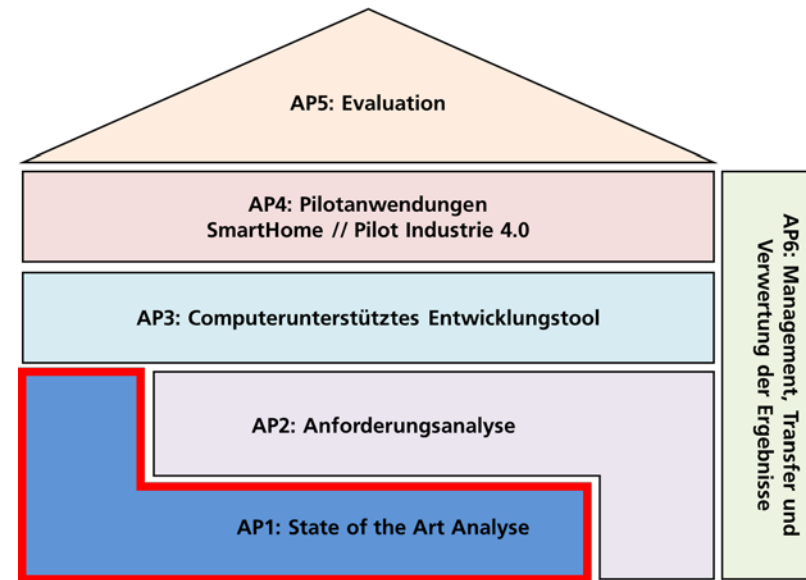 AP5: Evaluation
AP4: Pilotanwendungen
SmartHome // Pilot Industrie 4.0
AP3: Computerunterstütztes Entwicklungstool
AP2: Anforderungsanalyse
AP1: State of the Art Analyse
AP6: Management, Transfer und
Verwertung der Ergebnisse